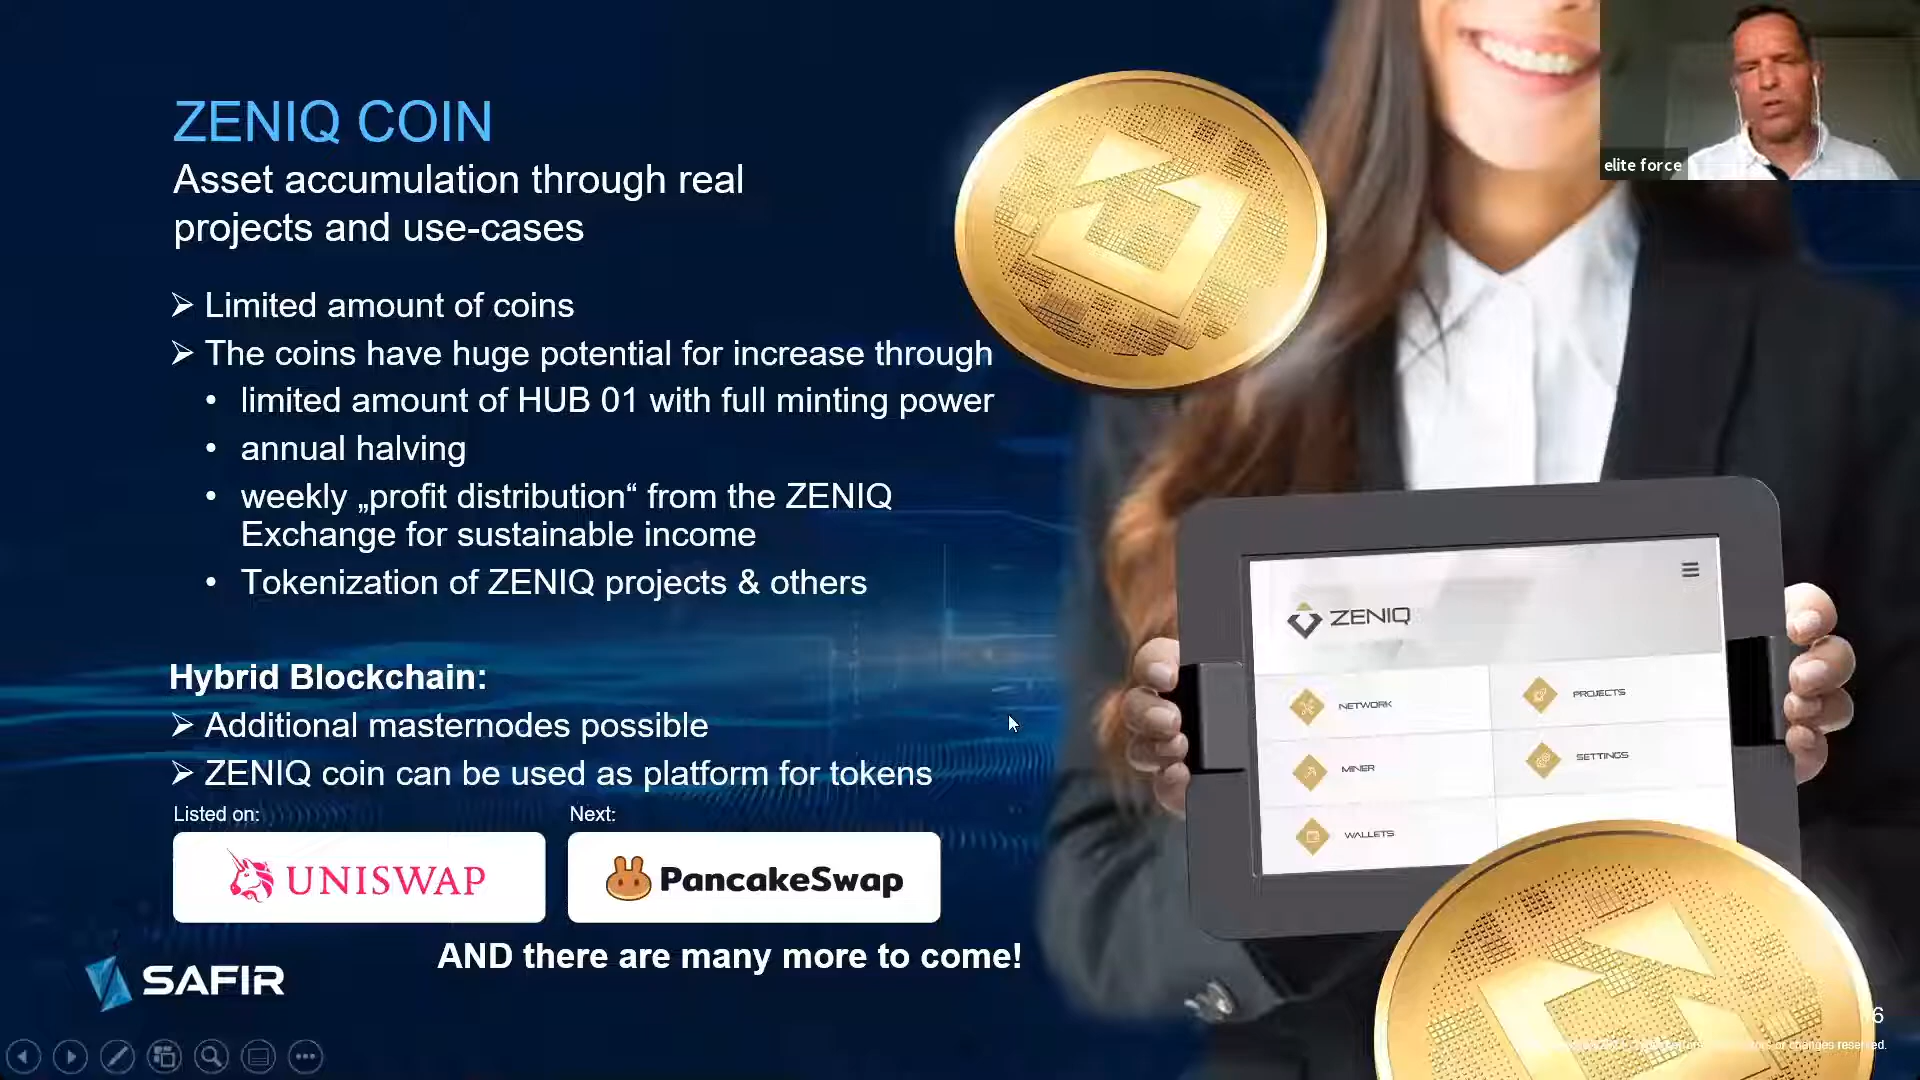 ZENIQ COIN
Asset accumulation through real
projects and use-cases
➢ Limited amount of coins
➢ The coins have huge potential for increase through
• limited amount of HUB 01 with full minting power
• annual halving
• weekly „profit distribution“ from the ZENIQ
Exchange for sustainable income
• Tokenization of ZENIQ projects & others
Hybrid Blockchain:
➢ Additional masternodes possible
➢ ZENIQ coin can be used as platform for tokens
Listed on:
Next:
UNISWAP
PancakeSwap
AND there are many more to come!
SAFIR
elite force
ZENIQ
NETWORK
PROJECTS
MINER
SETTINGS
WALLETS
6
or changes reserved.